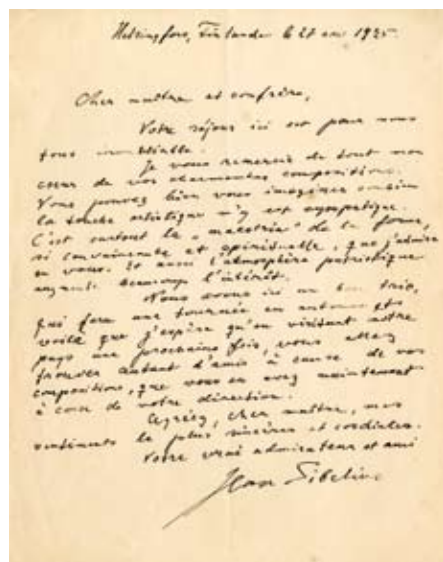 Helsingfors, Finlande le 27 1925
Cher maître et confrère,
Votre séjour ici est pour nous
tous inoubliable.
Je vous remercie de tout mon
cœur de vos charmantes compositions.
Vous pouvez bien vous imaginer combien
la touche artistique m'y est sympatique.
C'est surtout le „maestria" de la forme,
si convaincante et spirituelle, que j'admire
en vous. Et aussi l'atmosphère patriotique
augmente beaucoup l'intérêt.
Nous avons ici un bon trio,
qui fera une tournée en automne et
voilà que j'espère qu'en visitant notre
pays une prochaine fois, vous allez
trouver autant d'amis à cause de vos
compositions, que vous en avez maintenant
à cause de votre direction.
Agréez, cher maître, mes
sentiments le plus sincères et cordiales.
Votre vrai admirateur et ami
Jean Sibelius